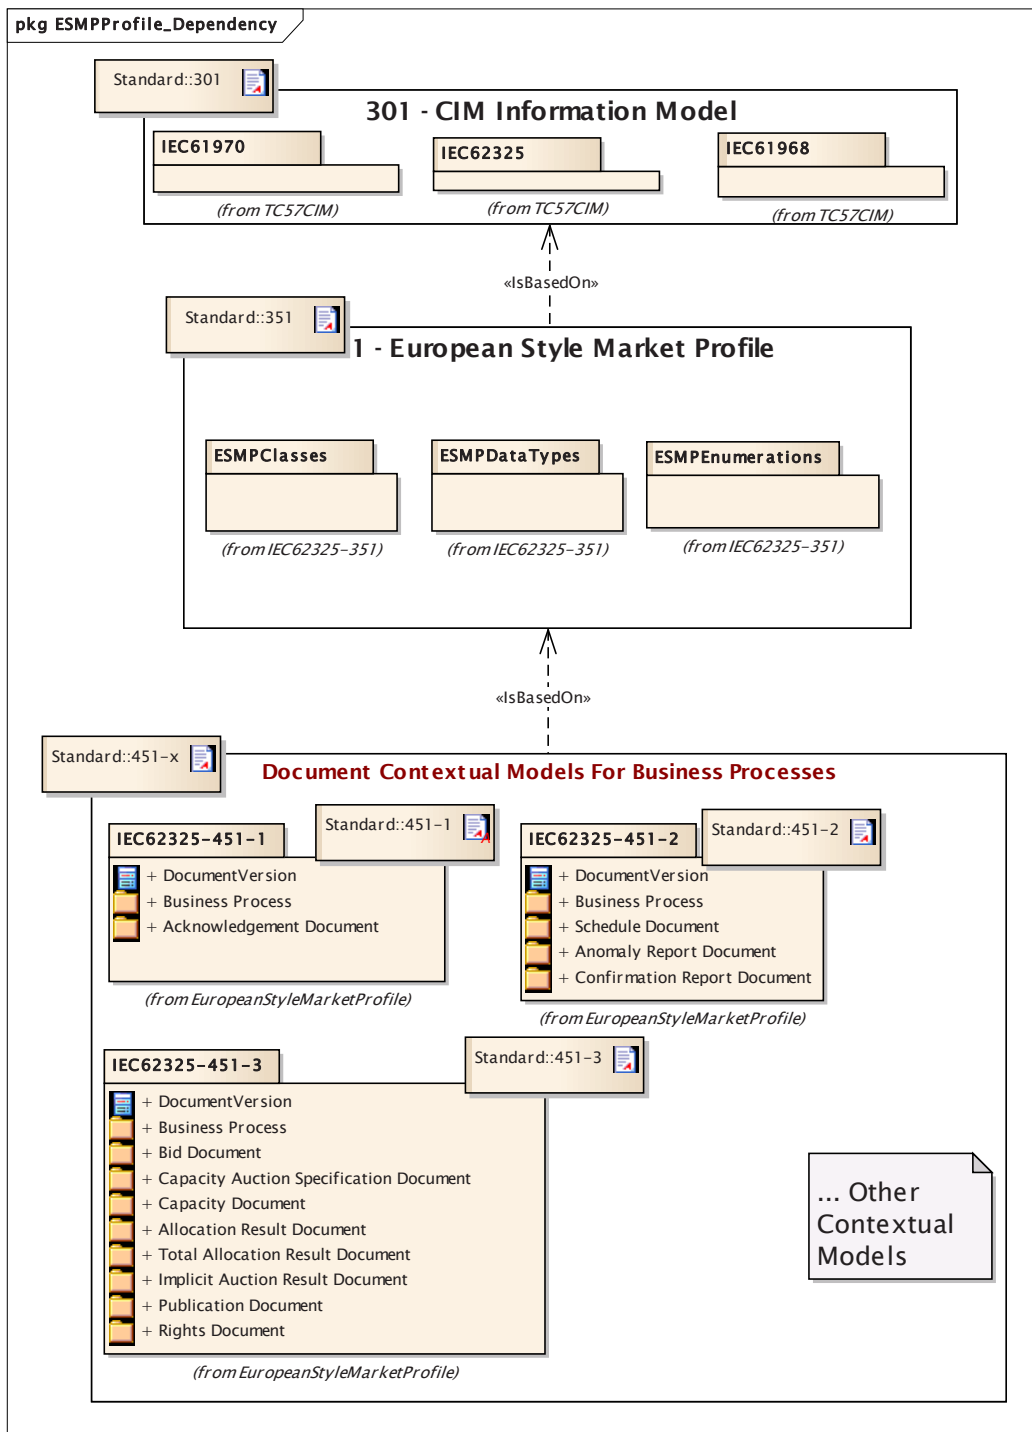 pkg ESMPProfile_Dependency
Standard::301
301 - CIM Information Model
IEC61970
IEC62325
IEC61968
(from TC57CIM)
(from TC57CIM)
(from TC57CIM)
«IsBasedOn»
Standard::351
1 - European Style Market Profile
ESMPClasses
ESMPDataTypes
ESMPEnumerations
(from IEC62325-351)
(from IEC62325-351)
(from IEC62325-351)
«IsBasedOn»
Standard::451-x
Document Contextual Models For Business Processes
IEC62325-451-1
Standard::451-1
+ DocumentVersion
+ Business Process
+ Acknowledgement Document
(from EuropeanStyleMarketProfile)
IEC62325-451-2
Standard::451-2
+ DocumentVersion
+ Business Process
+ Schedule Document
+ Anomaly Report Document
+ Confirmation Report Document
(from EuropeanStyleMarketProfile)
IEC62325-451-3
Standard::451-3
+ DocumentVersion
+ Business Process
+ Bid Document
+ Capacity Auction Specification Document
+ Capacity Document
+ Allocation Result Document
+ Total Allocation Result Document
+ Implicit Auction Result Document
+ Publication Document
+ Rights Document
(from EuropeanStyleMarketProfile)
... Other
Contextual
Models